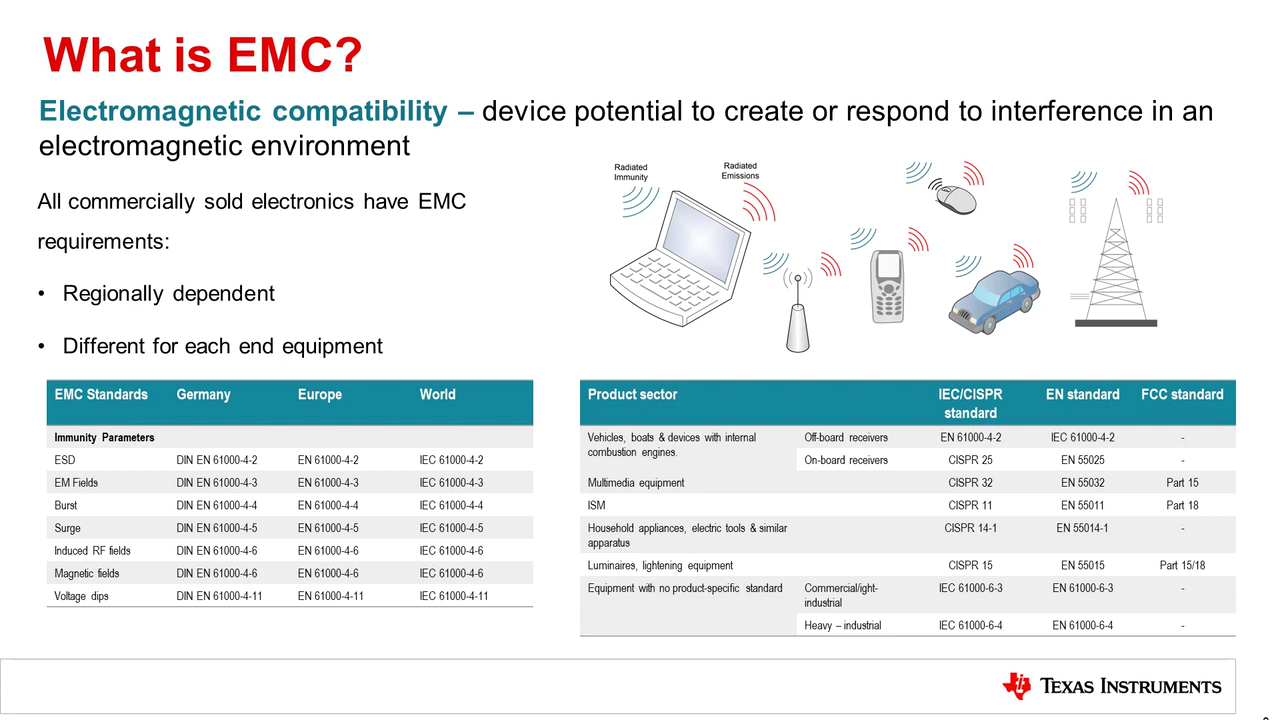 What is EMC?
Electromagnetic compatibility – device potential to create or respond to interference in an
electromagnetic environment
Radiated
Immunity
Radiated
Emissions
All commercially sold electronics have EMC
requirements:
• Regionally dependent
• Different for each end equipment
EMC Standards Germany Europe World
Immunity Parameters
ESD DIN EN 61000-4-2 EN 61000-4-2 IEC 61000-4-2
EM Fields DIN EN 61000-4-3 EN 61000-4-3 IEC 61000-4-3
Burst DIN EN 61000-4-4 EN 61000-4-4 IEC 61000-4-4
Surge DIN EN 61000-4-5 EN 61000-4-5 IEC 61000-4-5
Induced RF fields DIN EN 61000-4-6 EN 61000-4-6 IEC 61000-4-6
Magnetic fields DIN EN 61000-4-6 EN 61000-4-6 IEC 61000-4-6
Voltage dips DIN EN 61000-4-11 EN 61000-4-11 IEC 61000-4-11
Product sector IEC/CISPR EN standard FCC standard
standard
Vehicles, boats & devices with internal Off-board receivers EN 61000-4-2 IEC 61000-4-2 -
combustion engines.
On-board receivers CISPR 25 EN 55025 -
Multimedia equipment CISPR 32 EN 55032 Part 15
ISM CISPR 11 EN 55011 Part 18
Household appliances, electric tools & similar CISPR 14-1 EN 55014-1 -
apparatus
Luminaires, lightening equipment CISPR 15 EN 55015 Part 15/18
Equipment with no product-specific standard Commercial/ight- IEC 61000-6-3 EN 61000-6-3 -
industrial
Heavy – industrial IEC 61000-6-4 EN 61000-6-4 -
TEXAS INSTRUMENTS